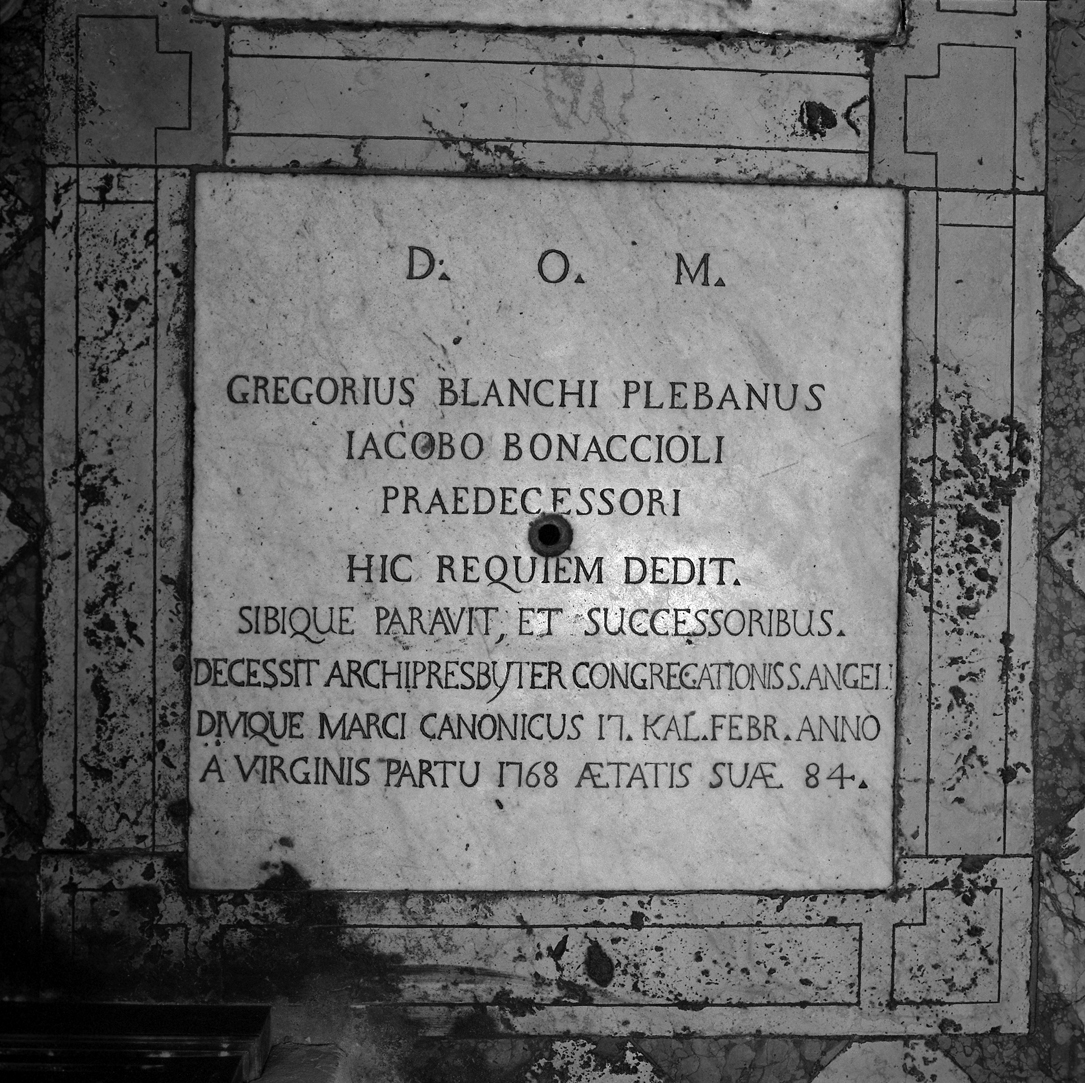 D. O. M.
GREGORIUS BLANCHI PLEBANUS
IACOBO BONACCIOLI
PRAEDECESSORI
HIC REQUIEM DEDIT.
SIBIQUE PARAVIT, ET SUCCESSORIBUS.
DECESSIT ARCHIPRESBYTER CONGREGATIONIS S. ANGELI
DIVIQUE MARCI CANONICUS 17. KAL. FEBR. ANNO
A VIRGINIS PARTU 1768 ÆTATIS SUÆ 84.